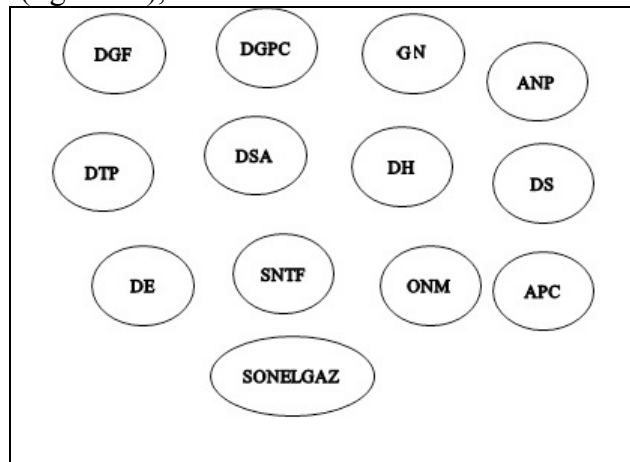 DGF DGPC GN ANP
DTP DSA DH DS
DE SNTF ONM APC
SONELGAZ